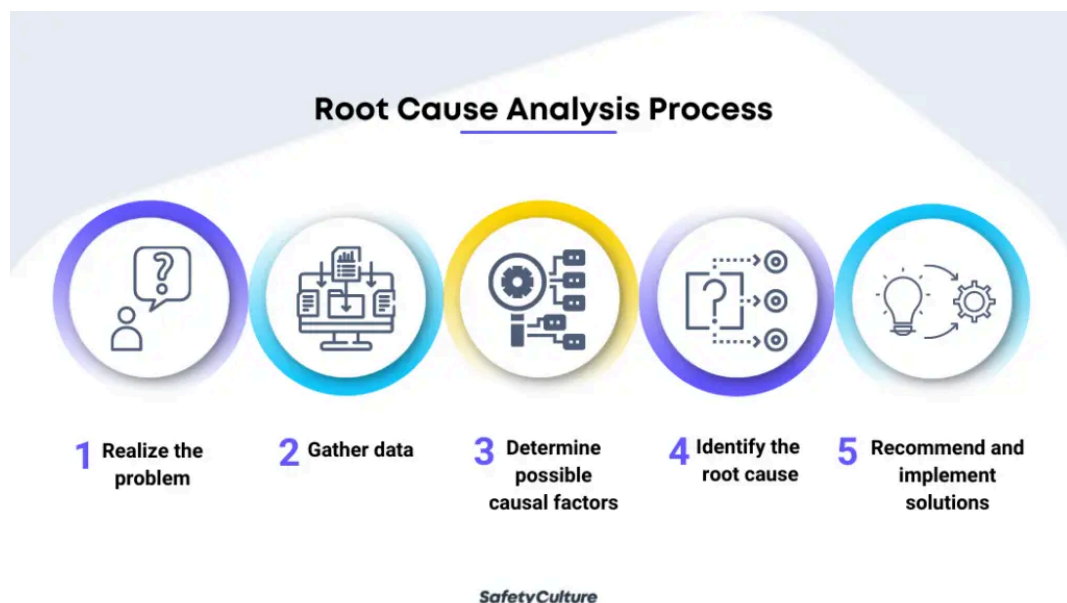 Root Cause Analysis Process
1 Realize the
problem
2 Gather data
3 Determine
possible
causal factors
4 Identify the
root cause
5 Recommend and
implement
solutions
SafetyCulture